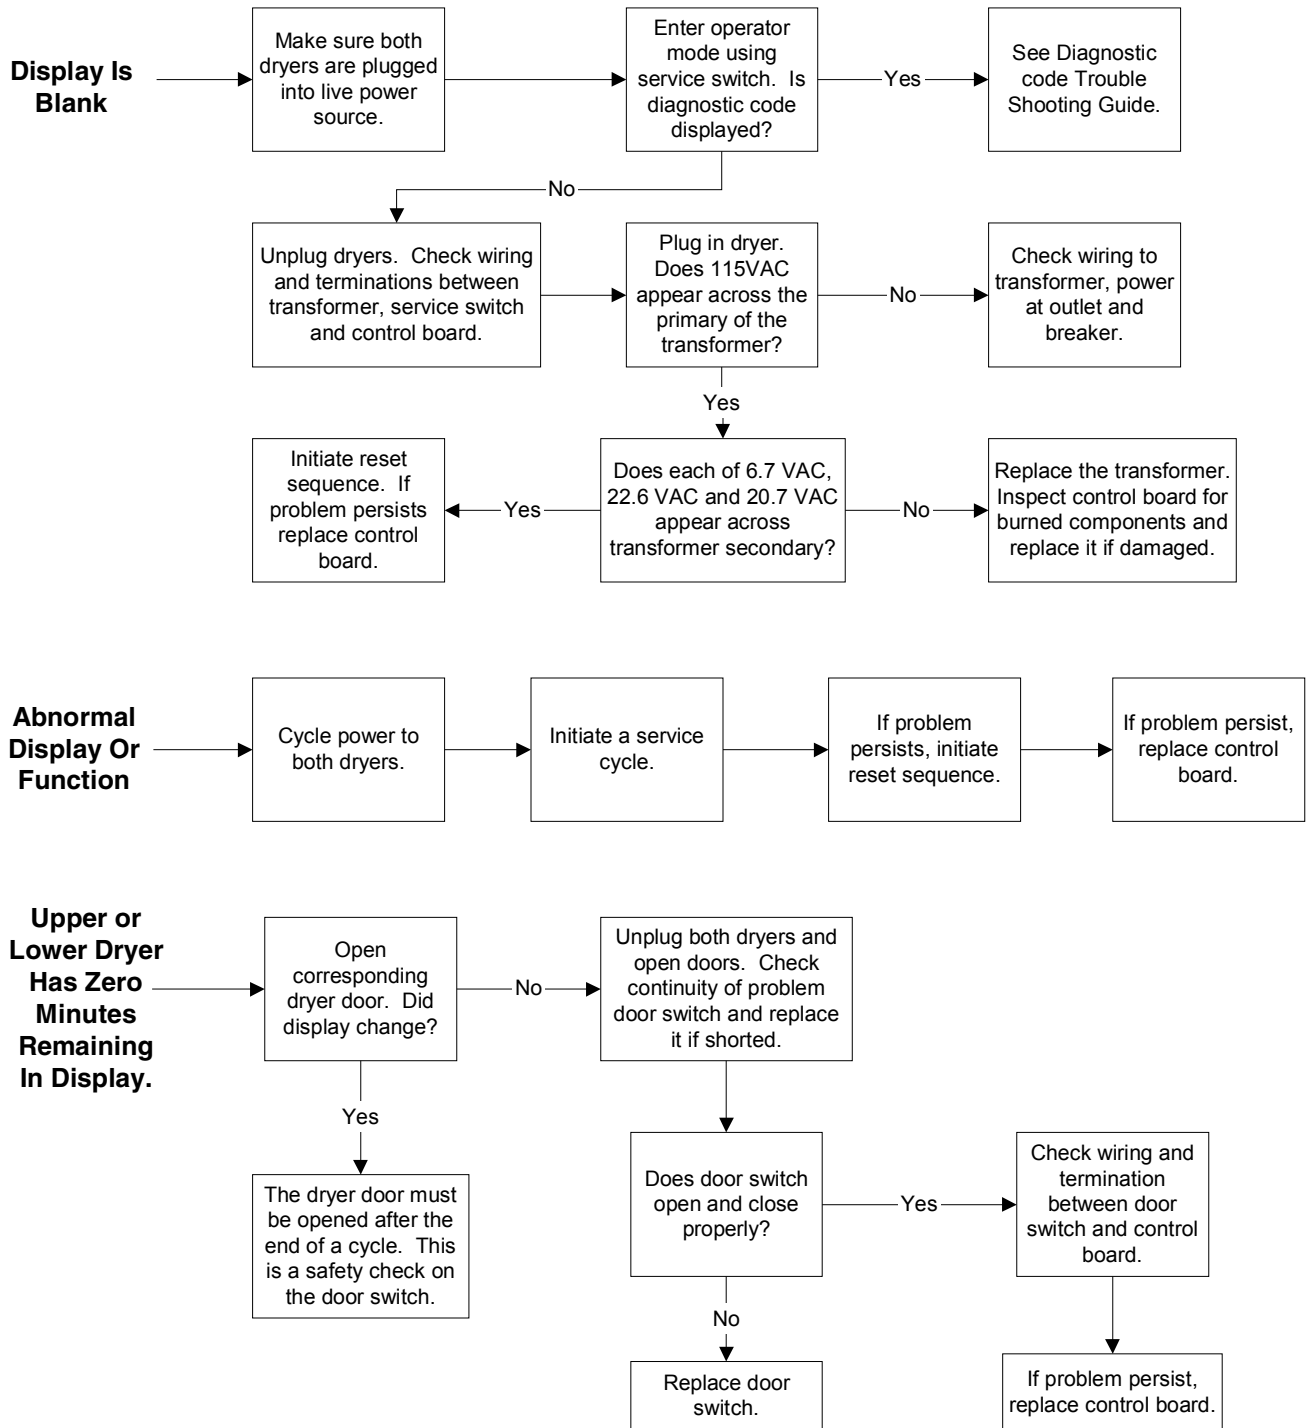 Display Is
Blank
Make sure both
dryers are plugged
into live power
source.
Enter operator
mode using
service switch.  Is
diagnostic code
displayed?
Yes
See Diagnostic
code Trouble
Shooting Guide.
No
Unplug dryers.  Check wiring
and terminations between
transformer, service switch
and control board.
Plug in dryer.
Does 115VAC
appear across the
primary of the
transformer?
No
Check wiring to
transformer, power
at outlet and
breaker.
Yes
Initiate reset
sequence.  If
problem persists
replace control
board.
Yes
Does each of 6.7 VAC,
22.6 VAC and 20.7 VAC
appear across
transformer secondary?
No
Replace the transformer.
Inspect control board for
burned components and
replace it if damaged.
Abnormal
Display Or
Function
Cycle power to
both dryers.
Initiate a service
cycle.
If problem
persists, initiate
reset sequence.
If problem persist,
replace control
board.
Upper or
Lower Dryer
Has Zero
Minutes
Remaining
In Display.
Open
corresponding
dryer door.  Did
display change?
No
Unplug both dryers and
open doors.  Check
continuity of problem
door switch and replace
it if shorted.
Yes
The dryer door must
be opened after the
end of a cycle.  This
is a safety check on
the door switch.
Does door switch
open and close
properly?
Yes
Check wiring and
termination
between door
switch and control
board.
No
Replace door
switch.
If problem persist,
replace control board.